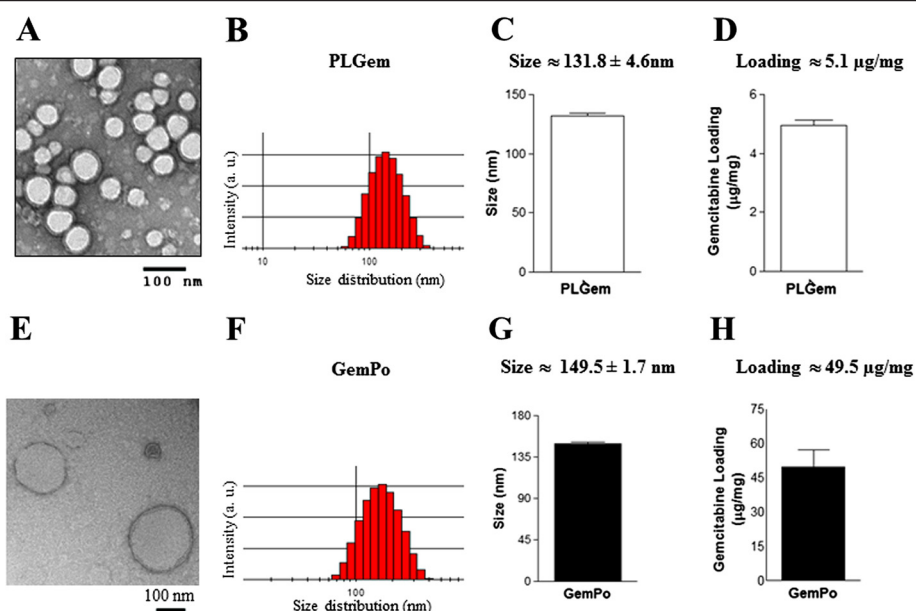 A
B
C
D
PLGem
Size ≈ 131.8 ± 4.6nm
Loading ≈ 5.1 µg/mg
100 nm
Intensity (a. u.)
10
100
Size distribution (nm)
Size (nm)
150
100
50
0
PLGem
Gemcitabine Loading
(µg/mg)
6
4
2
0
PLGem
E
F
G
H
GemPo
Size ≈ 149.5 ± 1.7 nm
Loading ≈ 49.5 µg/mg
100 nm
Intensity (a. u.)
100
Size distribution (nm)
Size (nm)
180
135
90
45
0
GemPo
Gemcitabine Loading
(µg/mg)
75
60
45
30
15
0
GemPo